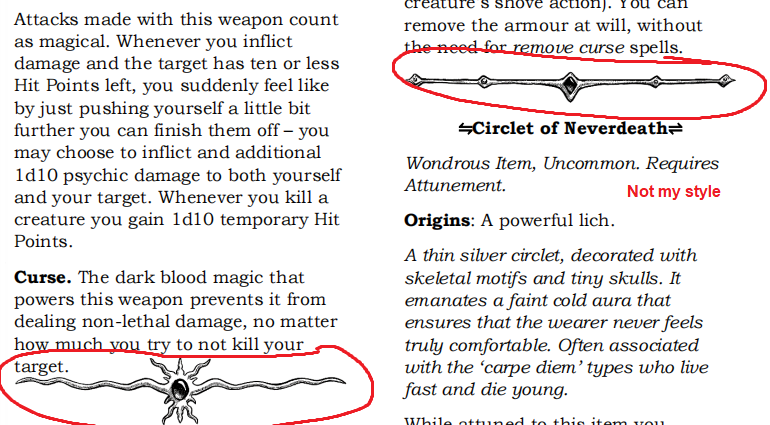 Attacks made with this weapon count
as magical. Whenever you inflict
damage and the target has ten or less
Hit Points left, you suddenly feel like
by just pushing yourself a little bit
further you can finish them off – you
may choose to inflict and additional
1d10 psychic damage to both yourself
and your target. Whenever you kill a
creature you gain 1d10 temporary Hit
Points.
Curse. The dark blood magic that
powers this weapon prevents it from
dealing non-lethal damage, no matter
how much you try to not kill your
target.
creature's shove action). You can
remove the armour at will, without
the need for remove curse spells.
⇋Circlet of Neverdeath⇌
Wondrous Item, Uncommon. Requires
Attunement.
Not my style
Origins: A powerful lich.
A thin silver circlet, decorated with
skeletal motifs and tiny skulls. It
emanates a faint cold aura that
ensures that the wearer never feels
truly comfortable. Often associated
with the ‘carpe diem’ types who live
fast and die young.
While attuned to this item you